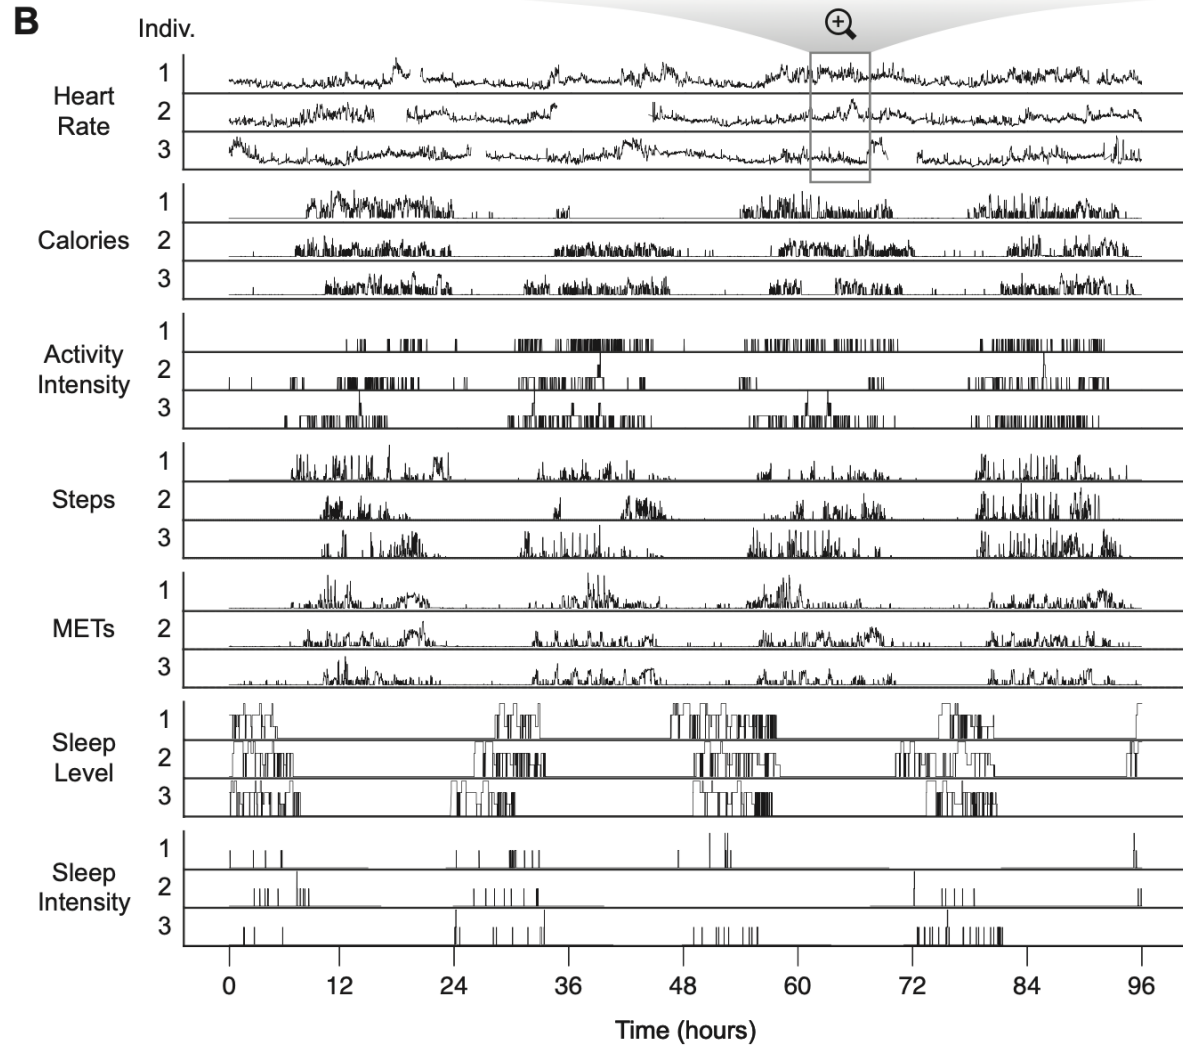 B
Indiv.
Heart
Rate
1
2
3
Calories
1
2
3
Activity
Intensity
1
2
3
Steps
1
2
3
METs
1
2
3
Sleep
Level
1
2
3
Sleep
Intensity
1
2
3
0 12 24 36 48 60 72 84 96
Time (hours)